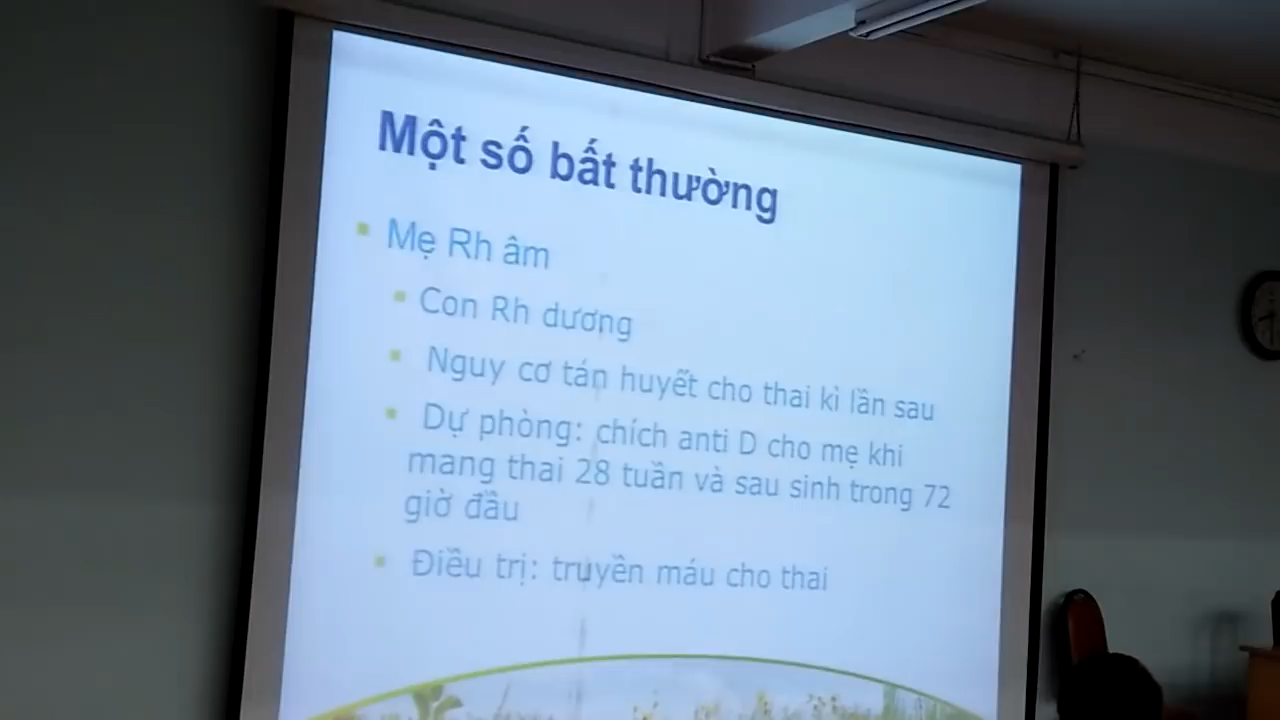 Một số bất thường
Mẹ Rh âm
Con Rh dương
Nguy cơ tán huyết cho thai kì lần sau
Dự phòng: chích anti D cho mẹ khi
mang thai 28 tuần và sau sinh trong 72
giờ đầu
Điều trị: truyền máu cho thai